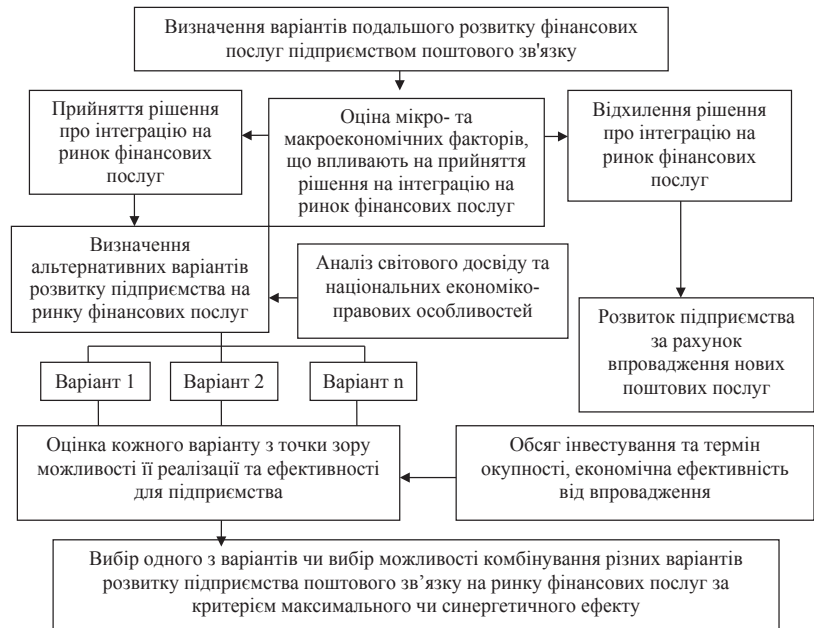 Визначення варіантів подальшого розвитку фінансових
послуг підприємством поштового зв'язку
Прийняття рішення
про інтеграцію на
ринок фінансових
послуг
Оціна мікро- та
макроекономічних факторів,
що впливають на прийняття
рішення на інтеграцію на
ринок фінансових послуг
Відхилення рішення
про інтеграцію на
ринок фінансових
послуг
Визначення
альтернативних варіантів
розвитку підприємства на
ринку фінансових послуг
Аналіз світового досвіду та
національних економіко-
правових особливостей
Розвиток підприємства
за рахунок
впровадження нових
поштових послуг
Варіант 1
Варіант 2
Варіант n
Оцінка кожного варіанту з точки зору
можливості її реалізації та ефективності
для підприємства
Обсяг інвестування та термін
окупності, економічна ефективність
від впровадження
Вибір одного з варіантів чи вибір можливості комбінування різних варіантів
розвитку підприємства поштового зв’язку на ринку фінансових послуг за
критерієм максимального чи синергетичного ефекту